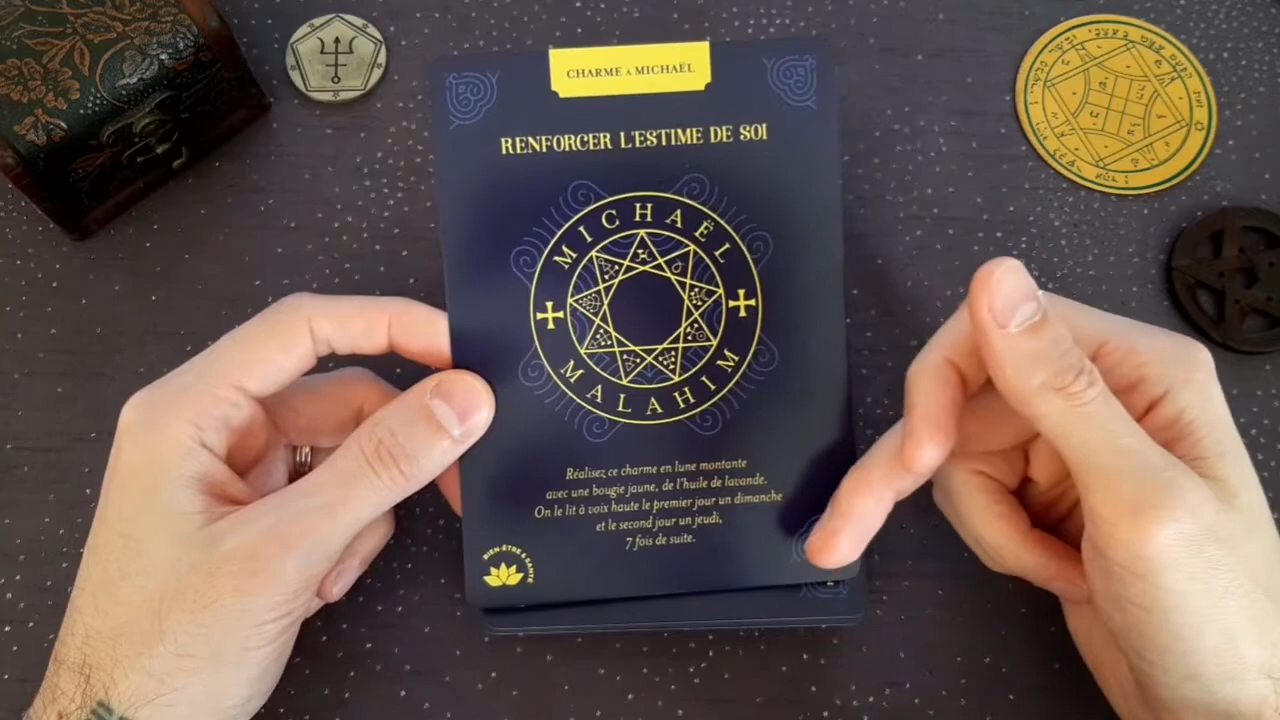 CHARME À MICHAËL
RENFORCER L'ESTIME DE SOI
MICHAËL
MALAHIM
Réalisez ce charme en lune montante
avec une bougie jaune, de l'huile de lavande.
On le lit à voix haute le premier jour un dimanche
et le second jour un jeudi,
7 fois de suite.
BIEN-ÊTRE & SANTÉ